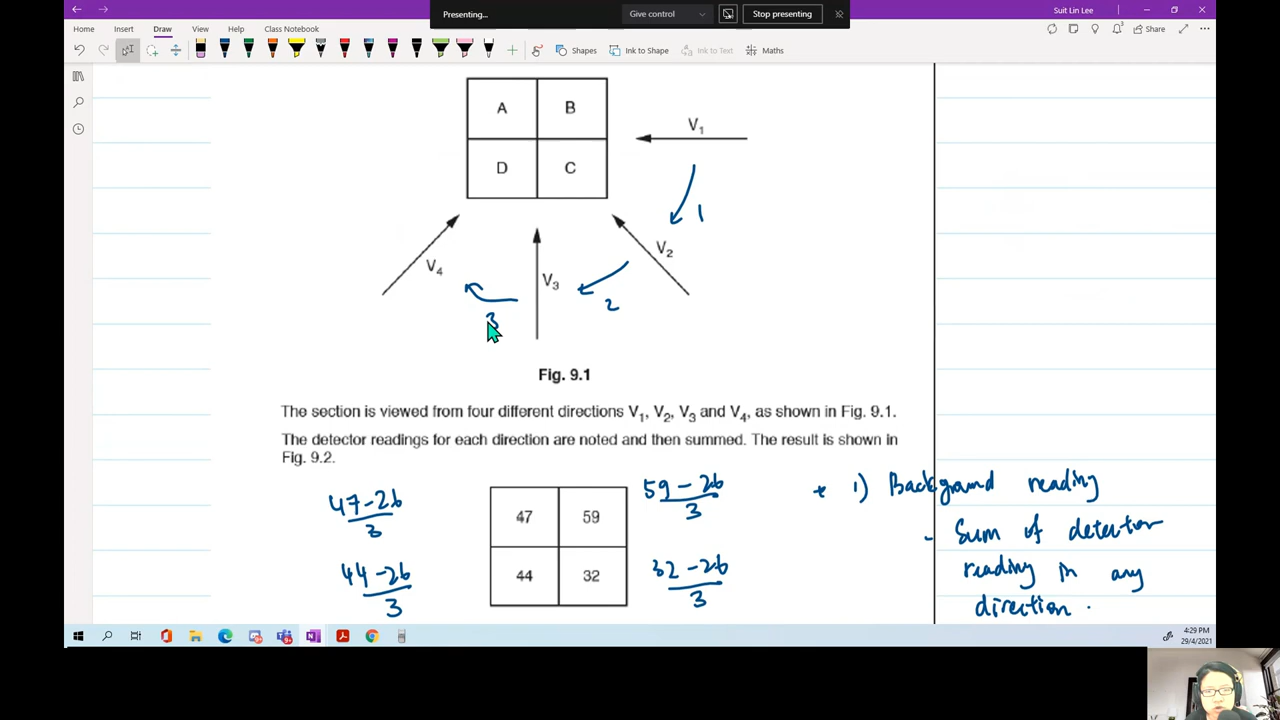 Presenting...
Give control
Stop presenting
Suit Lin Lee
Home Insert Draw View Help Class Notebook
Share
Shapes Ink to Shape Ink to Text Maths
A B
D C
V1
1
V2
2
V3
3
V4
Fig. 9.1
The section is viewed from four different directions V1, V2, V3 and V4, as shown in Fig. 9.1.
The detector readings for each direction are noted and then summed. The result is shown in
Fig. 9.2.
47 - 26
3
47 59
59 - 26
3
* 1) Background reading
- Sum of detector
reading in any
direction.
44 - 26
3
44 32
32 - 26
3
4:29 PM
29/4/2021